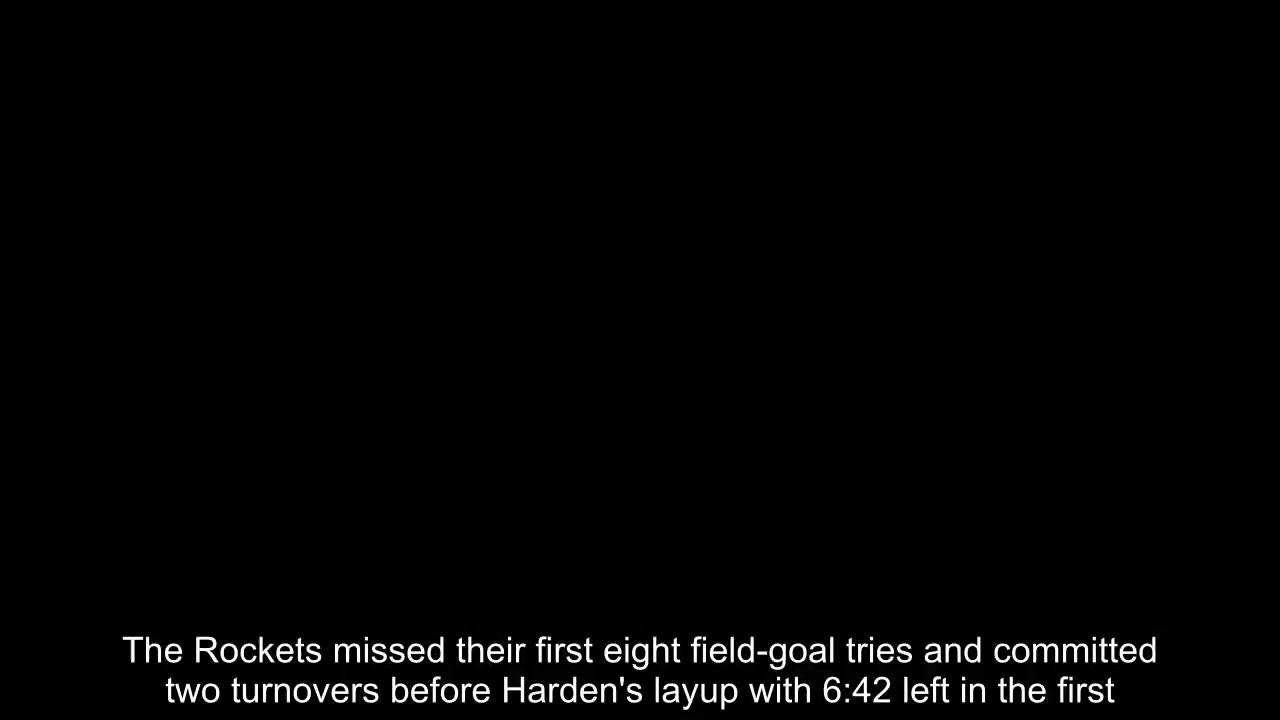 The Rockets missed their first eight field-goal tries and committed
two turnovers before Harden's layup with 6:42 left in the first